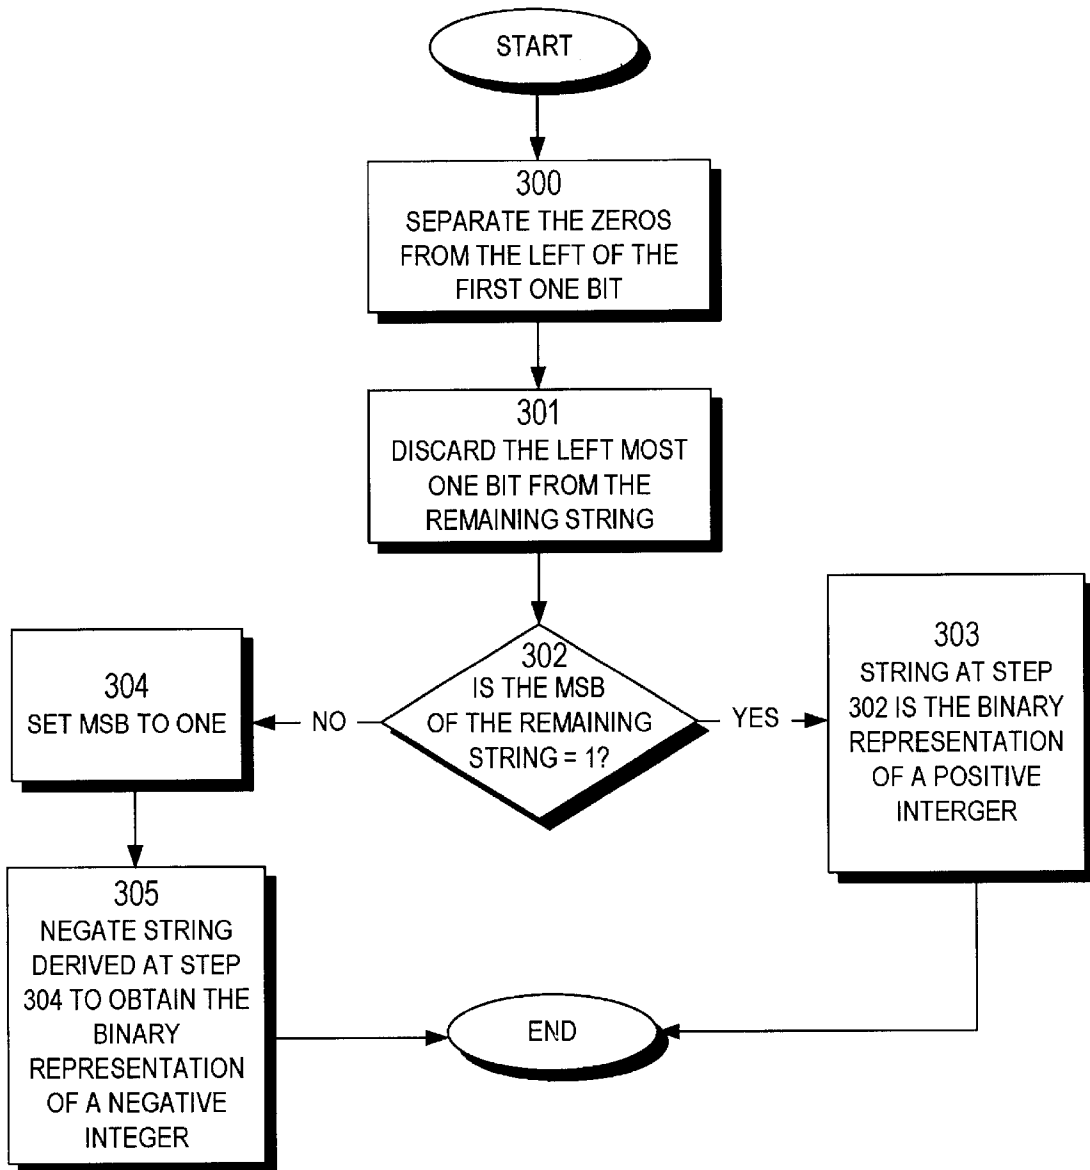 START
300
SEPARATE THE ZEROS
FROM THE LEFT OF THE
FIRST ONE BIT
301
DISCARD THE LEFT MOST
ONE BIT FROM THE
REMAINING STRING
302
IS THE MSB
OF THE REMAINING
STRING = 1?
NO
YES
303
STRING AT STEP
302 IS THE BINARY
REPRESENTATION
OF A POSITIVE
INTERGER
304
SET MSB TO ONE
305
NEGATE STRING
DERIVED AT STEP
304 TO OBTAIN THE
BINARY
REPRESENTATION
OF A NEGATIVE
INTEGER
END